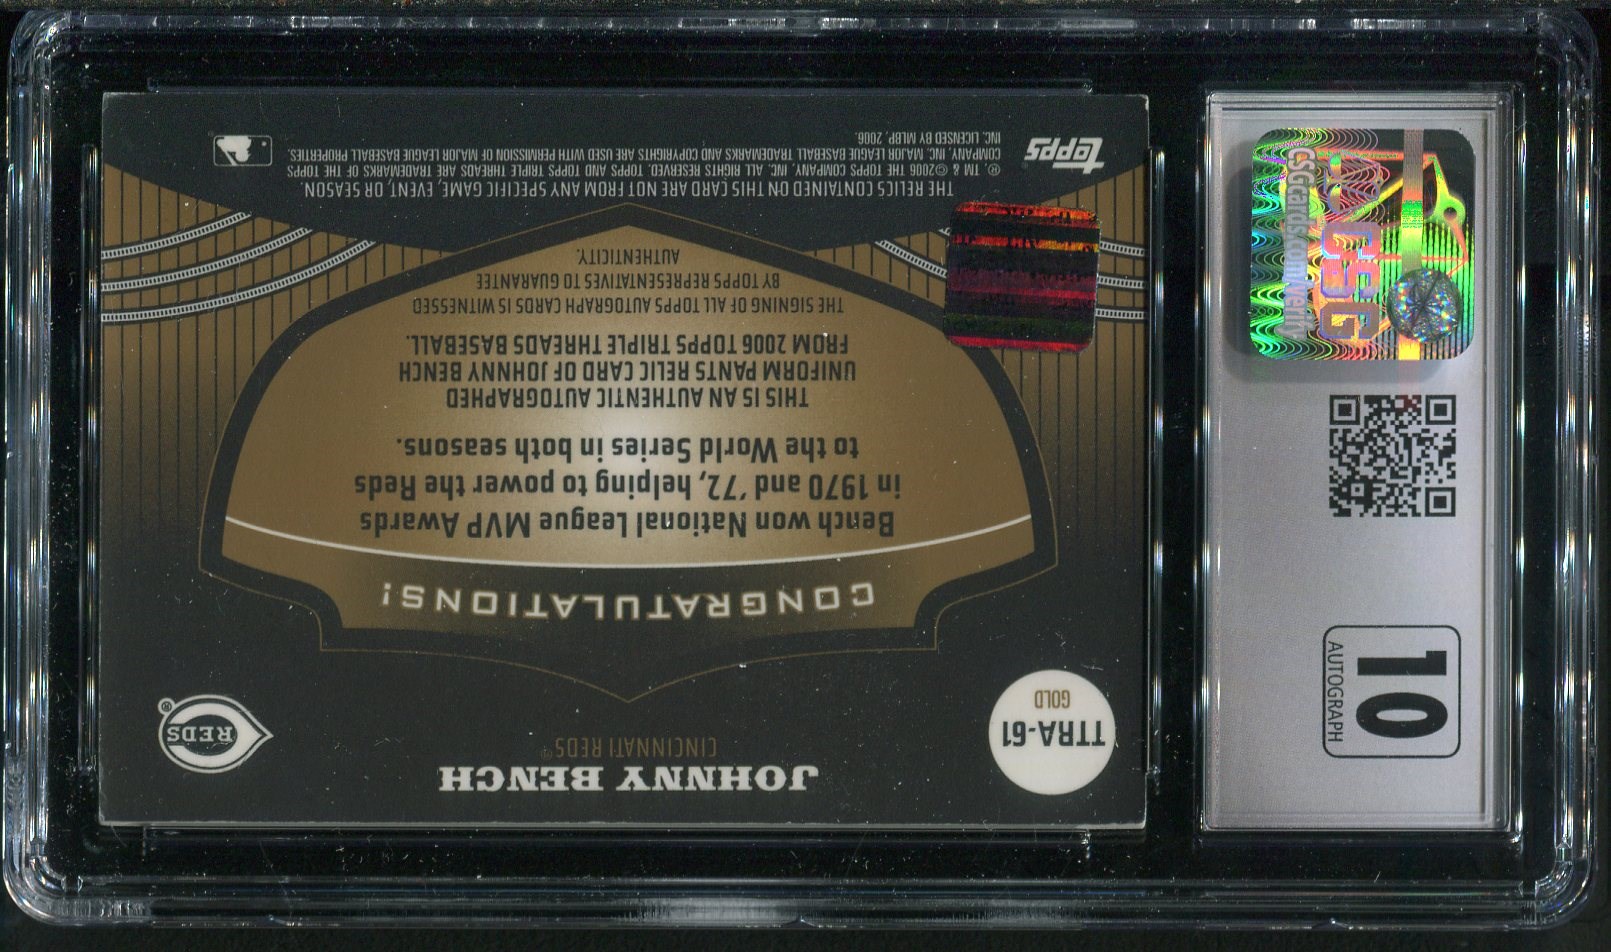 JOHNNY BENCH
CINCINNATI REDS®
TTRA-61
GOLD
REDS®
CONGRATULATIONS!
Bench won National League MVP Awards
in 1970 and '72, helping to power the Reds
to the World Series in both seasons.
THIS IS AN AUTHENTIC AUTOGRAPHED
UNIFORM PANTS RELIC CARD OF JOHNNY BENCH
FROM 2006 TOPPS TRIPLE THREADS BASEBALL.
THE SIGNING OF ALL TOPPS AUTOGRAPH CARDS IS WITNESSED
BY TOPPS REPRESENTATIVES TO GUARANTEE
AUTHENTICITY.
THE RELICS CONTAINED ON THIS CARD ARE NOT FROM ANY SPECIFIC GAME, EVENT, OR SEASON.
®, TM & ©2006 THE TOPPS COMPANY, INC. ALL RIGHTS RESERVED. TOPPS AND TOPPS TRIPLE THREADS ARE TRADEMARKS OF THE TOPPS
COMPANY, INC. MAJOR LEAGUE BASEBALL TRADEMARKS AND COPYRIGHTS ARE USED WITH PERMISSION OF MAJOR LEAGUE BASEBALL PROPERTIES,
INC. LICENSED BY MLBP, 2006.
topps
CSG
CSGcards.com/verify
10
AUTOGRAPH